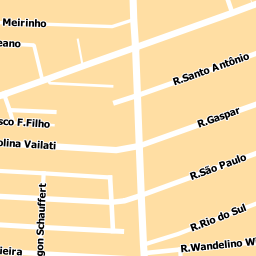 Meirinho
eano
R.Santo Antônio
R.Gaspar
sco F.Filho
olina Vailati
R.São Paulo
gon Schauffert
R.Rio do Sul
R.Wandelino W
ieira